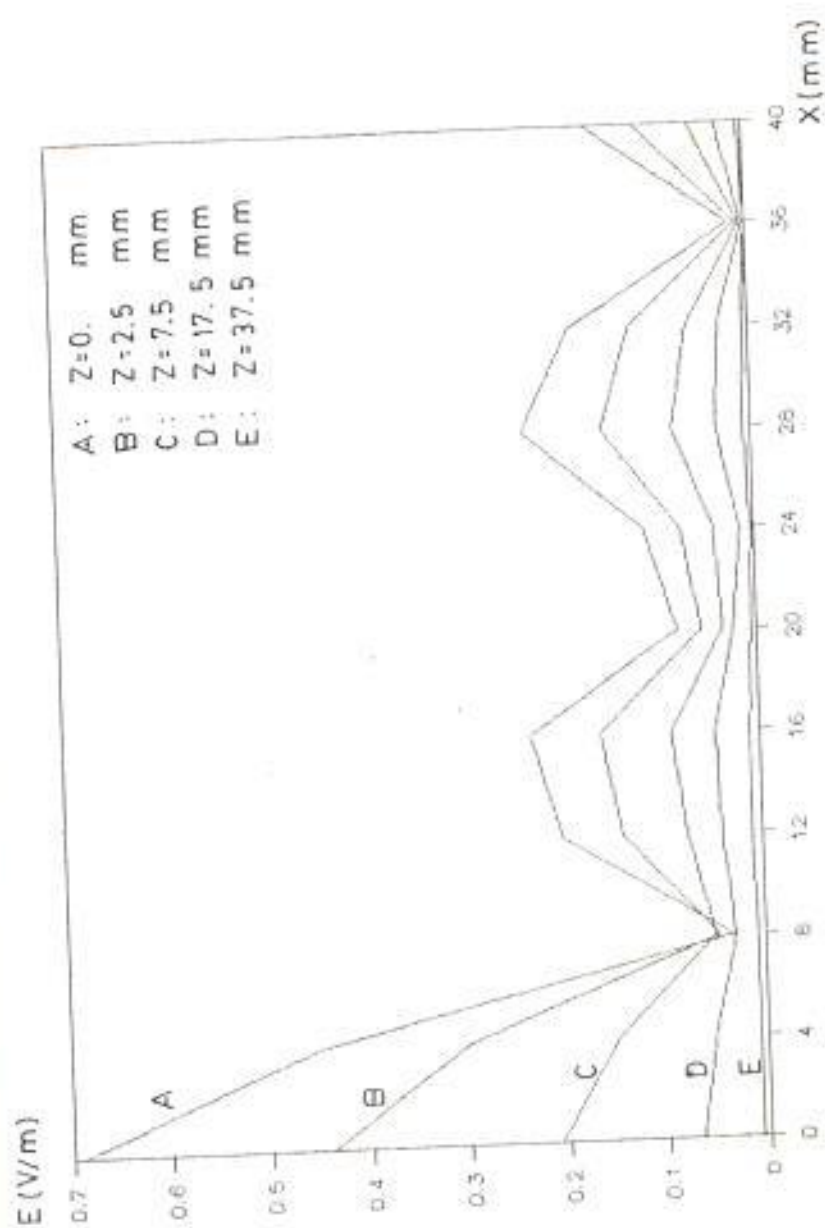 E (V/m)
A: Z=0. mm
B: Z=2.5 mm
C: Z=7.5 mm
D: Z=17.5 mm
E: Z=37.5 mm
0.7
0.6
0.5
0.4
0.3
0.2
0.1
0
A
B
C
D
E
0 4 8 12 16 20 24 28 32 36 40
X (mm)